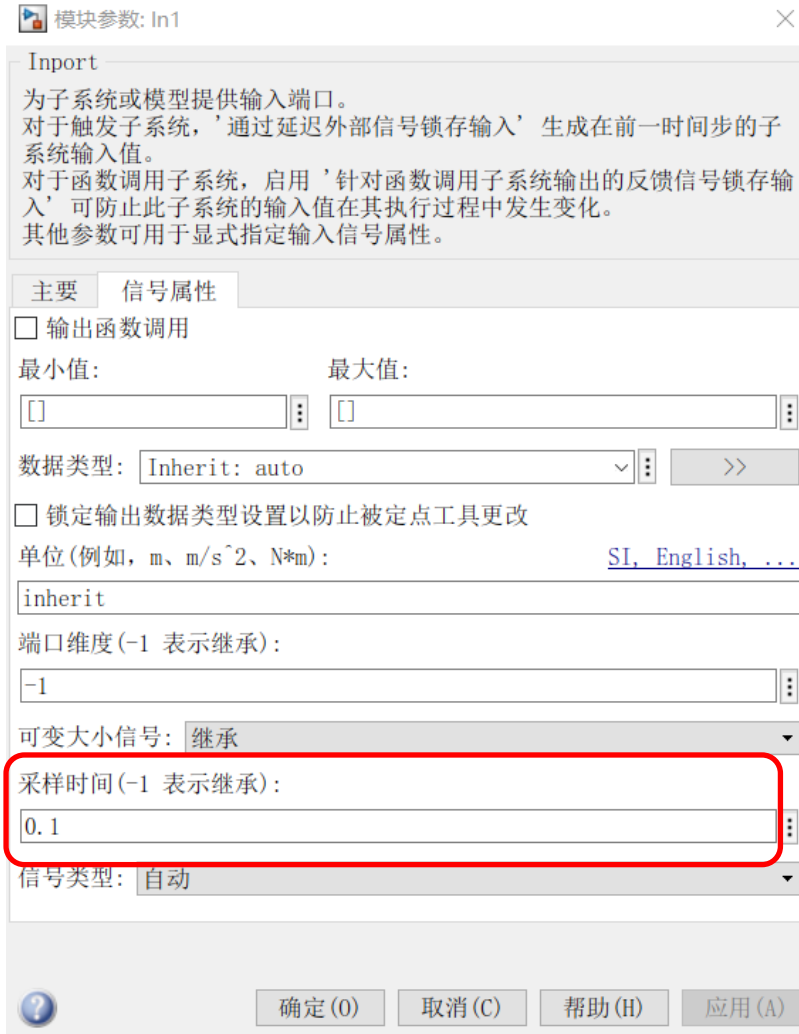 模块参数: In1
Inport
为子系统或模型提供输入端口。
对于触发子系统,'通过延迟外部信号锁存输入' 生成在前一时间步的子
系统输入值。
对于函数调用子系统，启用 '针对函数调用子系统输出的反馈信号锁存输
入' 可防止此子系统的输入值在其执行过程中发生变化。
其他参数可用于显式指定输入信号属性。
主要 信号属性
输出函数调用
最小值: 最大值:
[] []
数据类型: Inherit: auto >>
锁定输出数据类型设置以防止被定点工具更改
单位(例如，m、m/s^2、N*m): SI, English, ...
inherit
端口维度(-1 表示继承):
-1
可变大小信号: 继承
采样时间(-1 表示继承):
0.1
信号类型: 自动
确定(O) 取消(C) 帮助(H) 应用(A)